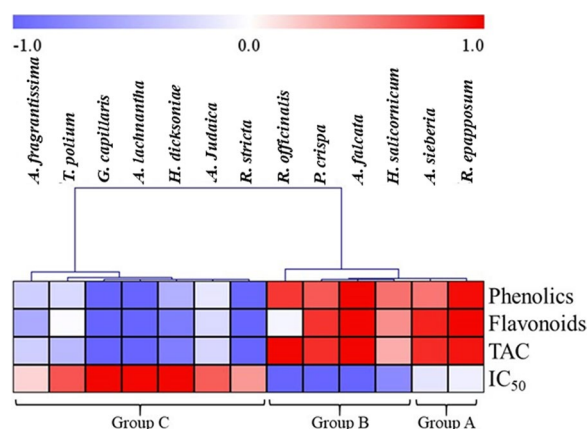 -1.0 0.0 1.0
A. fragrantissima
T. polium
G. capillaris
A. lachnantha
H. dicksoniae
A. Judaica
R. stricta
R. officinalis
P. crispa
A. falcata
H. salicornicum
A. sieberia
R. epapposum
Phenolics
Flavonoids
TAC
IC50
Group C Group B Group A